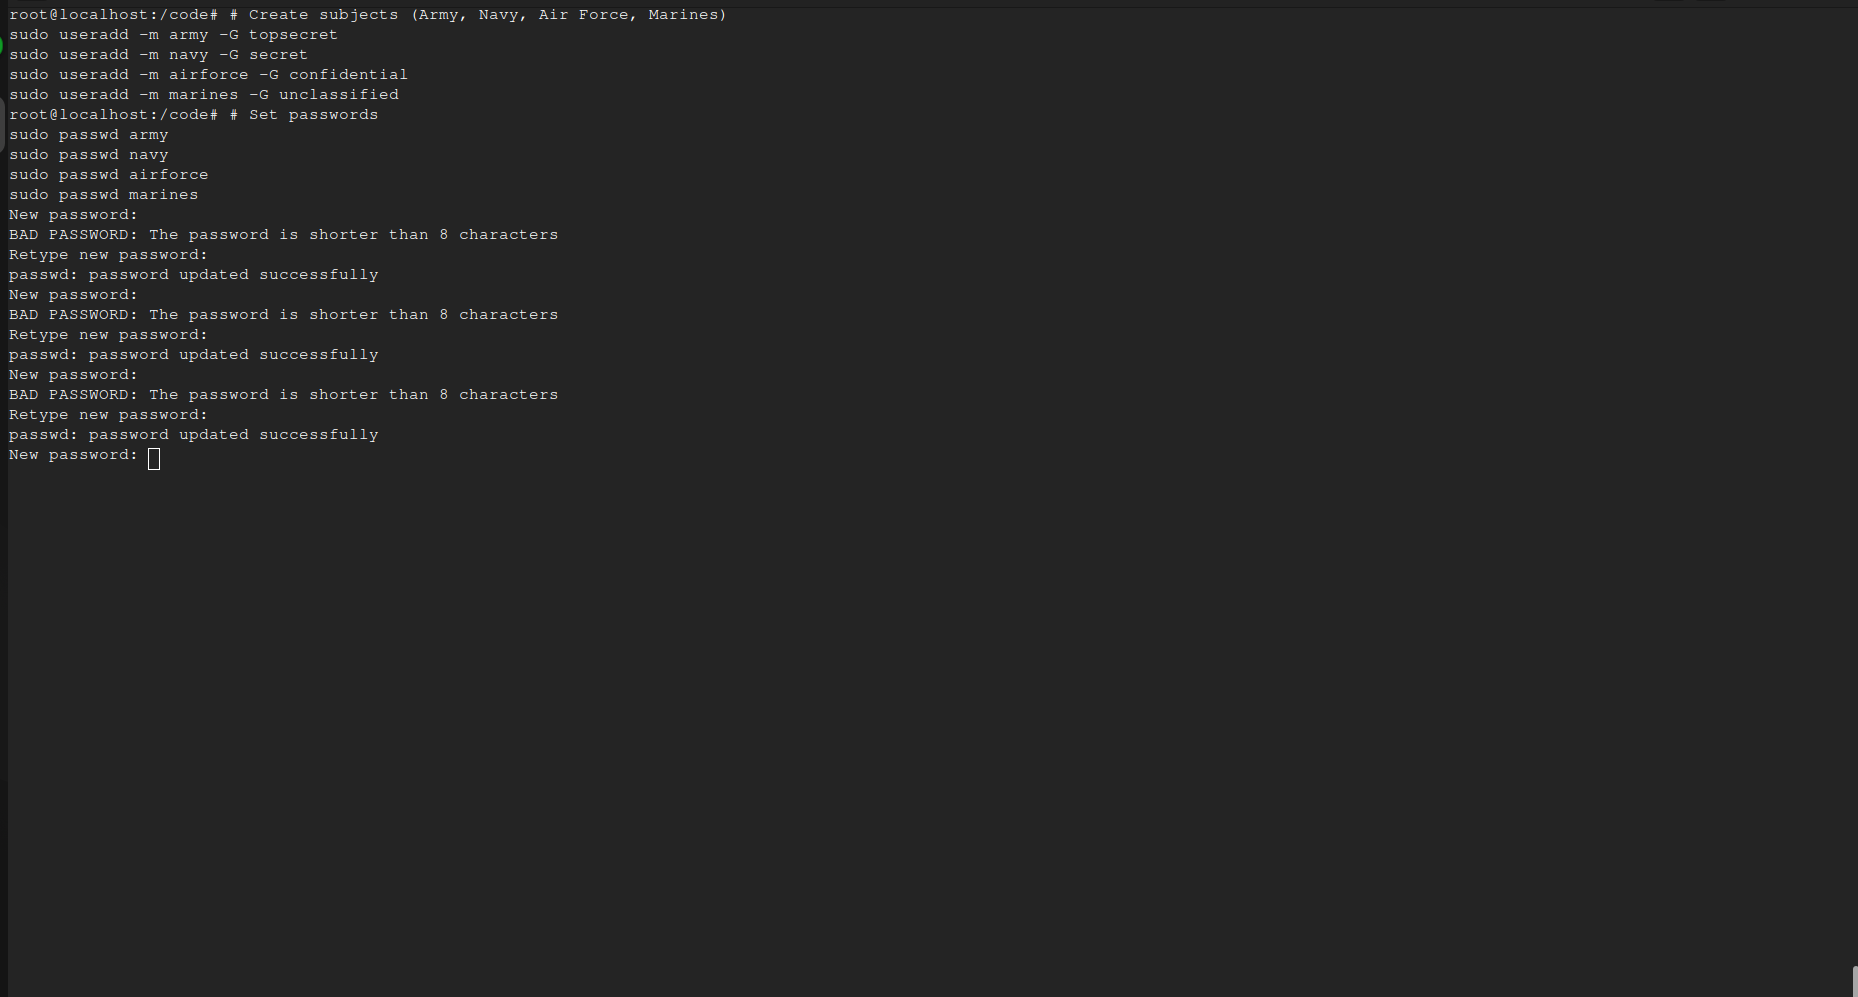 root@localhost:/code# # Create subjects (Army, Navy, Air Force, Marines)
sudo useradd -m army -G topsecret
sudo useradd -m navy -G secret
sudo useradd -m airforce -G confidential
sudo useradd -m marines -G unclassified
root@localhost:/code# # Set passwords
sudo passwd army
sudo passwd navy
sudo passwd airforce
sudo passwd marines
New password:
BAD PASSWORD: The password is shorter than 8 characters
Retype new password:
passwd: password updated successfully
New password:
BAD PASSWORD: The password is shorter than 8 characters
Retype new password:
passwd: password updated successfully
New password:
BAD PASSWORD: The password is shorter than 8 characters
Retype new password:
passwd: password updated successfully
New password: